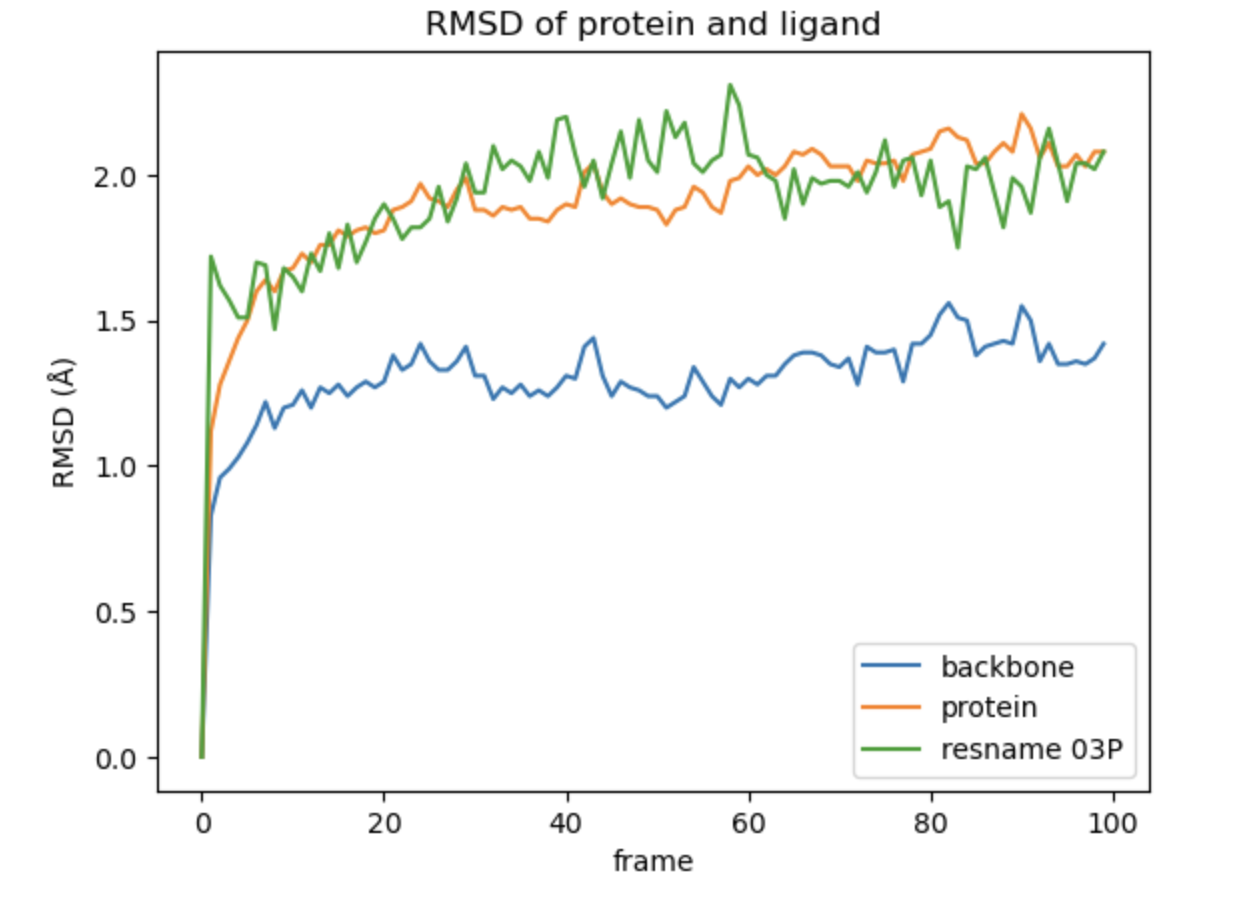 RMSD of protein and ligand
RMSD (Å)
2.0
1.5
1.0
0.5
0.0
backbone
protein
resname 03P
0 20 40 60 80 100
frame